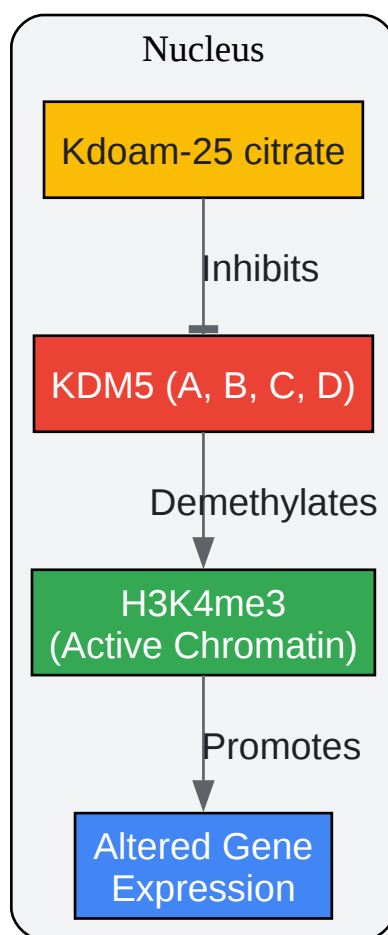 Nucleus
Kdoam-25 citrate
Inhibits
KDM5 (A, B, C, D)
Demethylates
H3K4me3
(Active Chromatin)
Promotes
Altered Gene
Expression